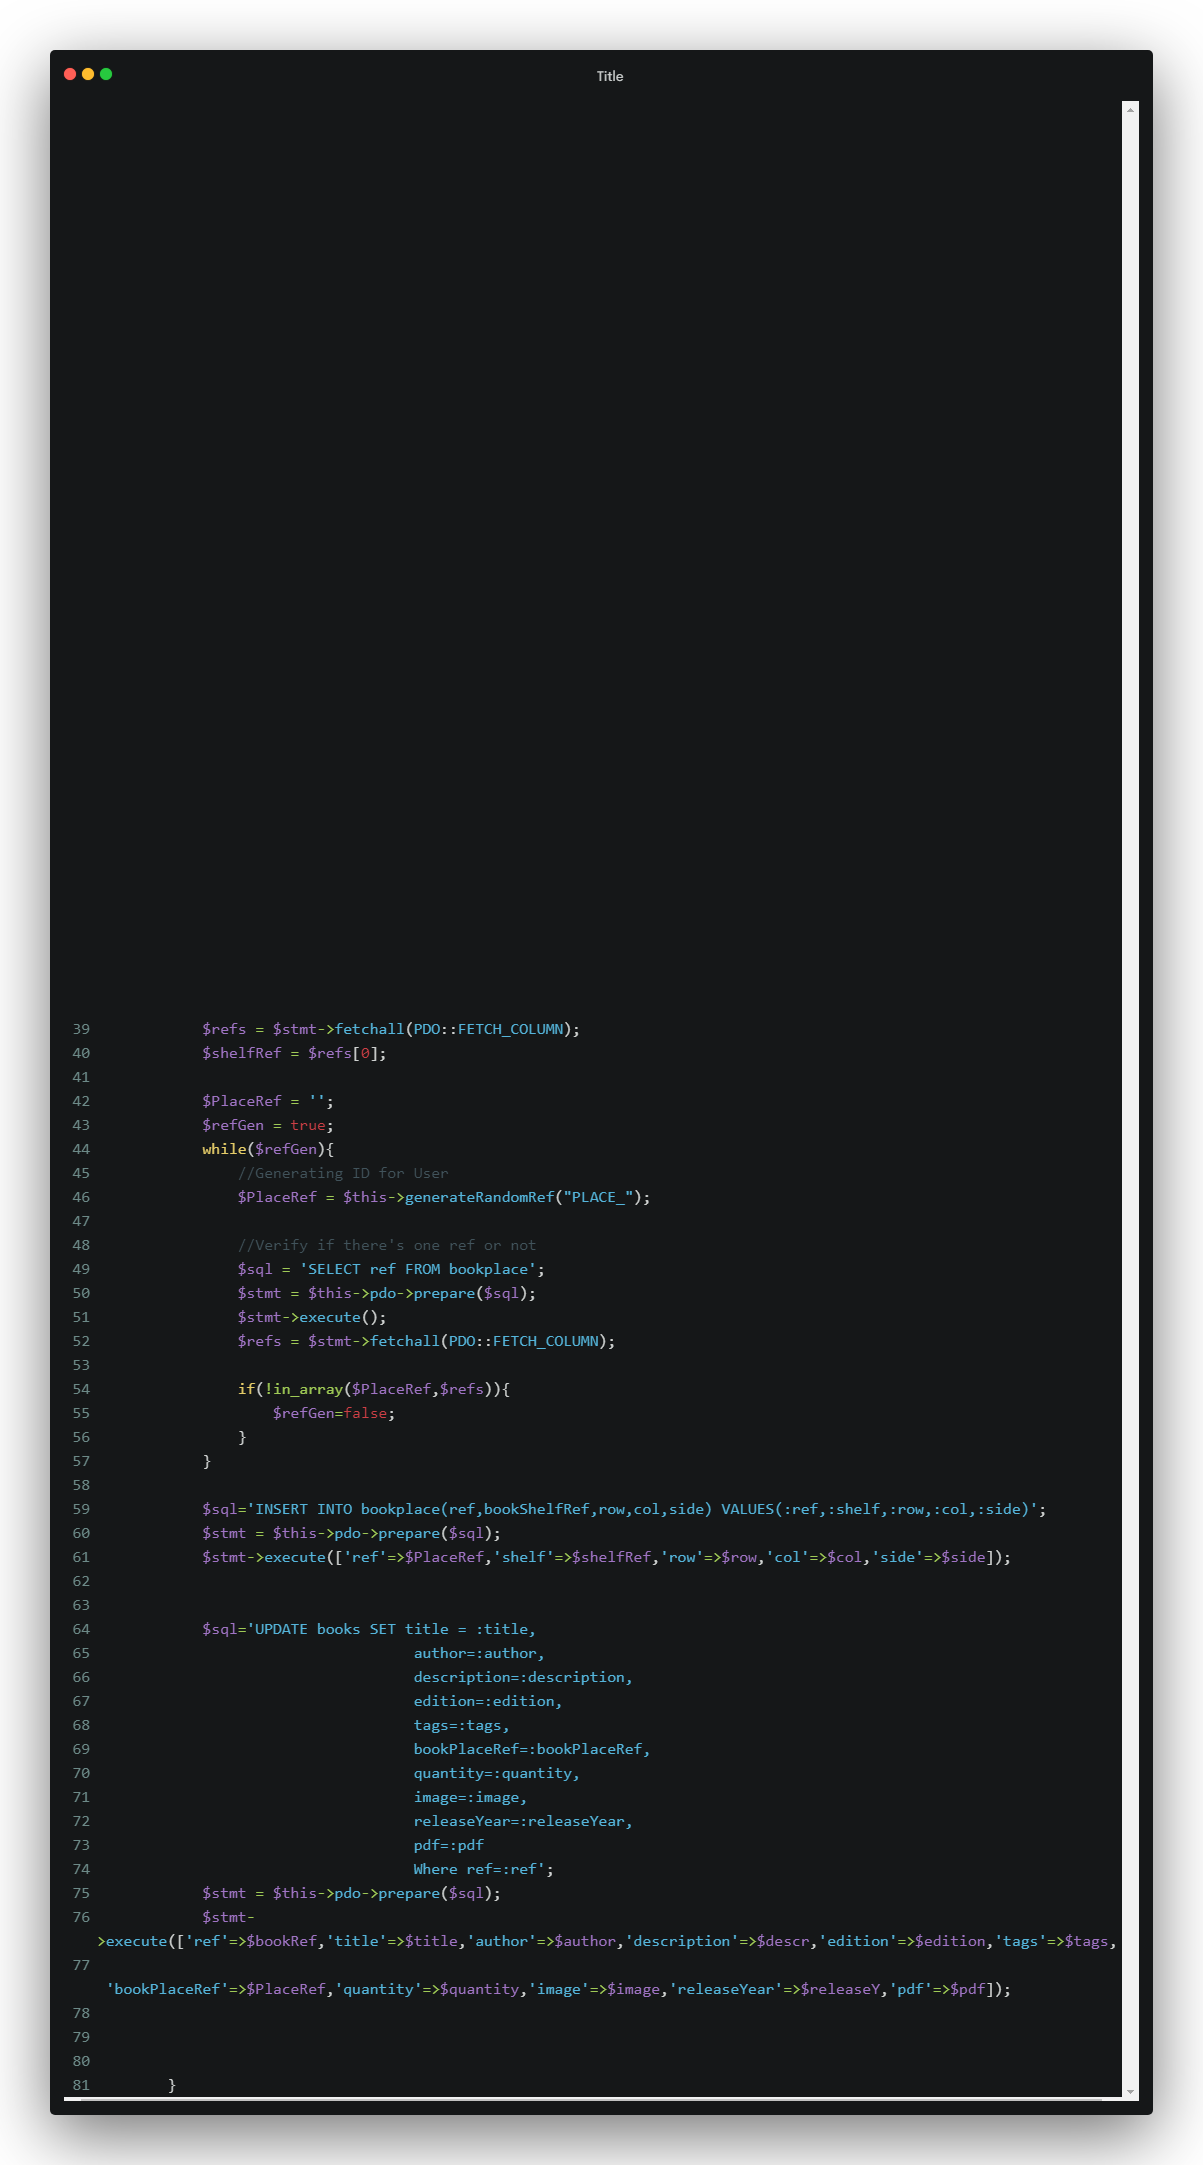 Title
39 $refs = $stmt->fetchall(PDO::FETCH_COLUMN);
40 $shelfRef = $refs[0];
41
42 $PlaceRef = '';
43 $refGen = true;
44 while($refGen){
45 //Generating ID for User
46 $PlaceRef = $this->generateRandomRef("PLACE_");
47
48 //Verify if there's one ref or not
49 $sql = 'SELECT ref FROM bookplace';
50 $stmt = $this->pdo->prepare($sql);
51 $stmt->execute();
52 $refs = $stmt->fetchall(PDO::FETCH_COLUMN);
53
54 if(!in_array($PlaceRef,$refs)){
55 $refGen=false;
56 }
57 }
58
59 $sql='INSERT INTO bookplace(ref,bookShelfRef,row,col,side) VALUES(:ref,:shelf,:row,:col,:side)';
60 $stmt = $this->pdo->prepare($sql);
61 $stmt->execute(['ref'=>$PlaceRef,'shelf'=>$shelfRef,'row'=>$row,'col'=>$col,'side'=>$side]);
62
63
64 $sql='UPDATE books SET title = :title,
65 author=:author,
66 description=:description,
67 edition=:edition,
68 tags=:tags,
69 bookPlaceRef=:bookPlaceRef,
70 quantity=:quantity,
71 image=:image,
72 releaseYear=:releaseYear,
73 pdf=:pdf
74 Where ref=:ref';
75 $stmt = $this->pdo->prepare($sql);
76 $stmt-
>execute(['ref'=>$bookRef,'title'=>$title,'author'=>$author,'description'=>$descr,'edition'=>$edition,'tags'=>$tags,
77
'bookPlaceRef'=>$PlaceRef,'quantity'=>$quantity,'image'=>$image,'releaseYear'=>$releaseY,'pdf'=>$pdf]);
78
79
80
81 }